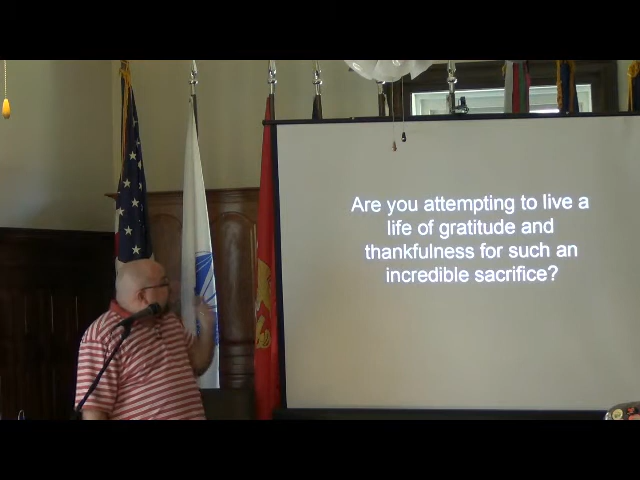 Are you attempting to live a
life of gratitude and
thankfulness for such an
incredible sacrifice?